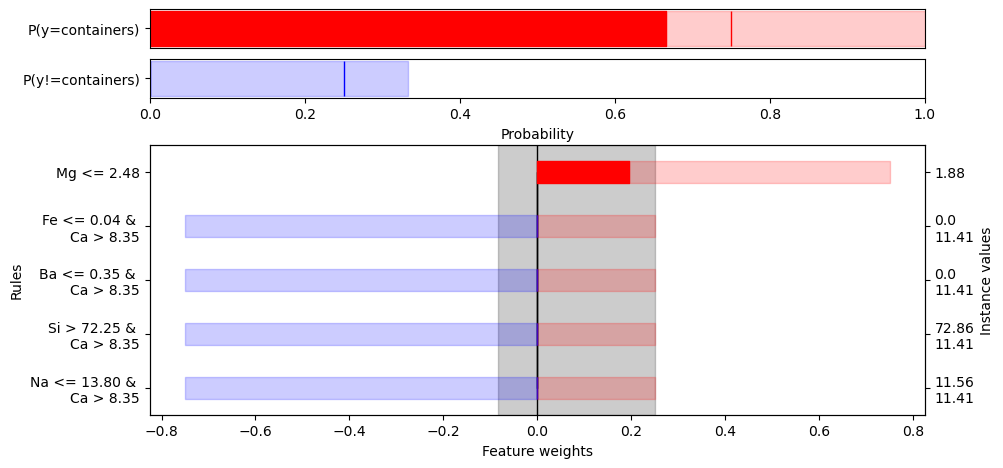 P(y=containers)
P(y!=containers)
0.0 0.2 0.4 0.6 0.8 1.0
Probability
Rules
Mg <= 2.48
1.88
Fe <= 0.04 &
Ca > 8.35
0.0
11.41
Ba <= 0.35 &
Ca > 8.35
0.0
11.41
Si > 72.25 &
Ca > 8.35
72.86
11.41
Na <= 13.80 &
Ca > 8.35
11.56
11.41
Instance values
−0.8 −0.6 −0.4 −0.2 0.0 0.2 0.4 0.6 0.8
Feature weights